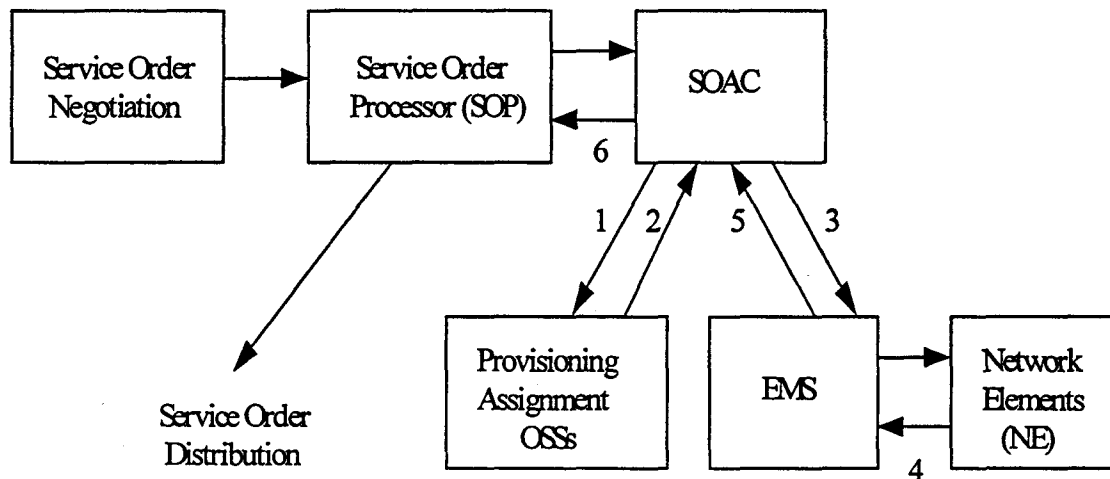 Service Order
Negotiation
Service Order
Processor (SOP)
SOAC
6
1
2
5
3
Provisioning
Assignment
OSSs
EMS
Network
Elements
(NE)
4
Service Order
Distribution